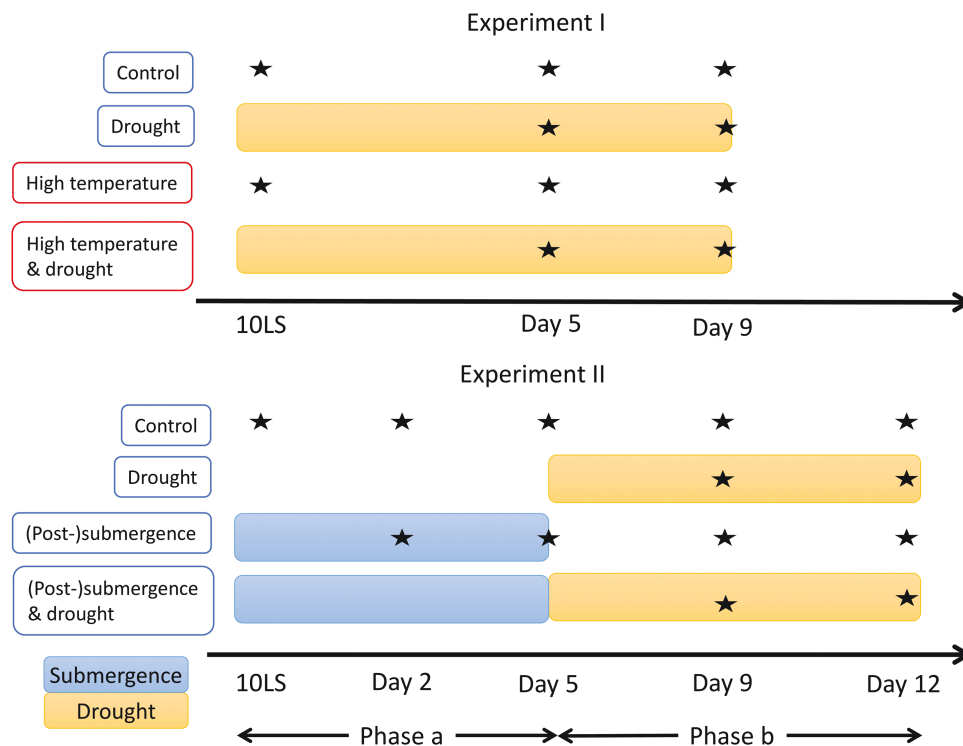 Experiment I
Control
Drought
High temperature
High temperature
& drought
10LS
Day 5
Day 9
Experiment II
Control
Drought
(Post-)submergence
(Post-)submergence
& drought
Submergence
Drought
10LS
Day 2
Day 5
Day 9
Day 12
Phase a
Phase b